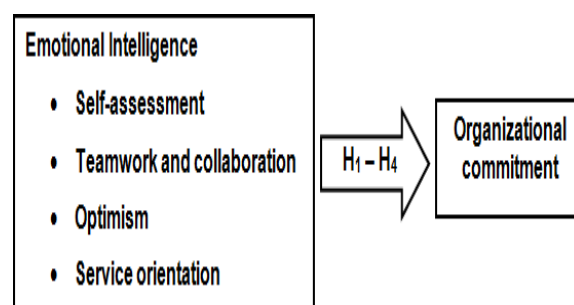 Emotional Intelligence
• Self-assessment
• Teamwork and collaboration
• Optimism
• Service orientation
H₁ – H₄
Organizational
commitment